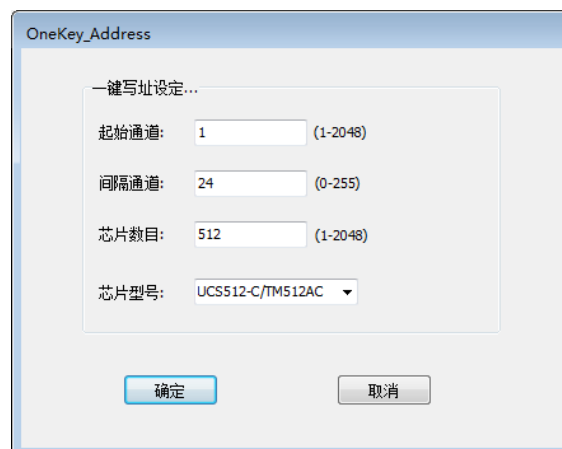 OneKey_Address
一键写址设定...
起始通道: 1 (1-2048)
间隔通道: 24 (0-255)
芯片数目: 512 (1-2048)
芯片型号: UCS512-C/TM512AC
确定 取消